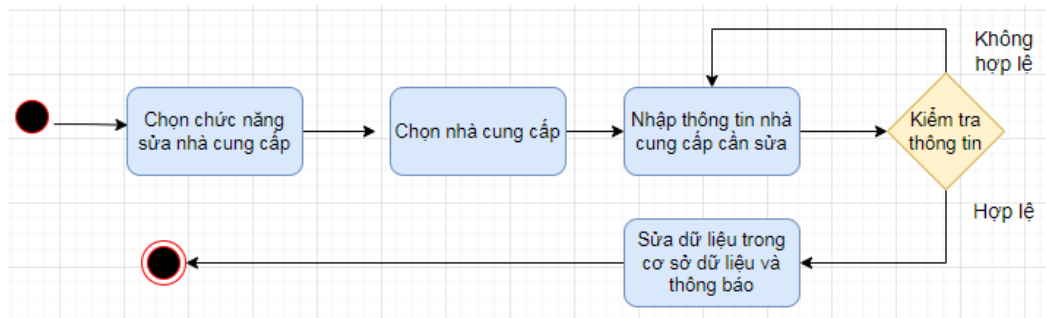 Chọn chức năng
sửa nhà cung cấp
Chọn nhà cung cấp
Nhập thông tin nhà
cung cấp cần sửa
Kiểm tra
thông tin
Không
hợp lệ
Hợp lệ
Sửa dữ liệu trong
cơ sở dữ liệu và
thông báo